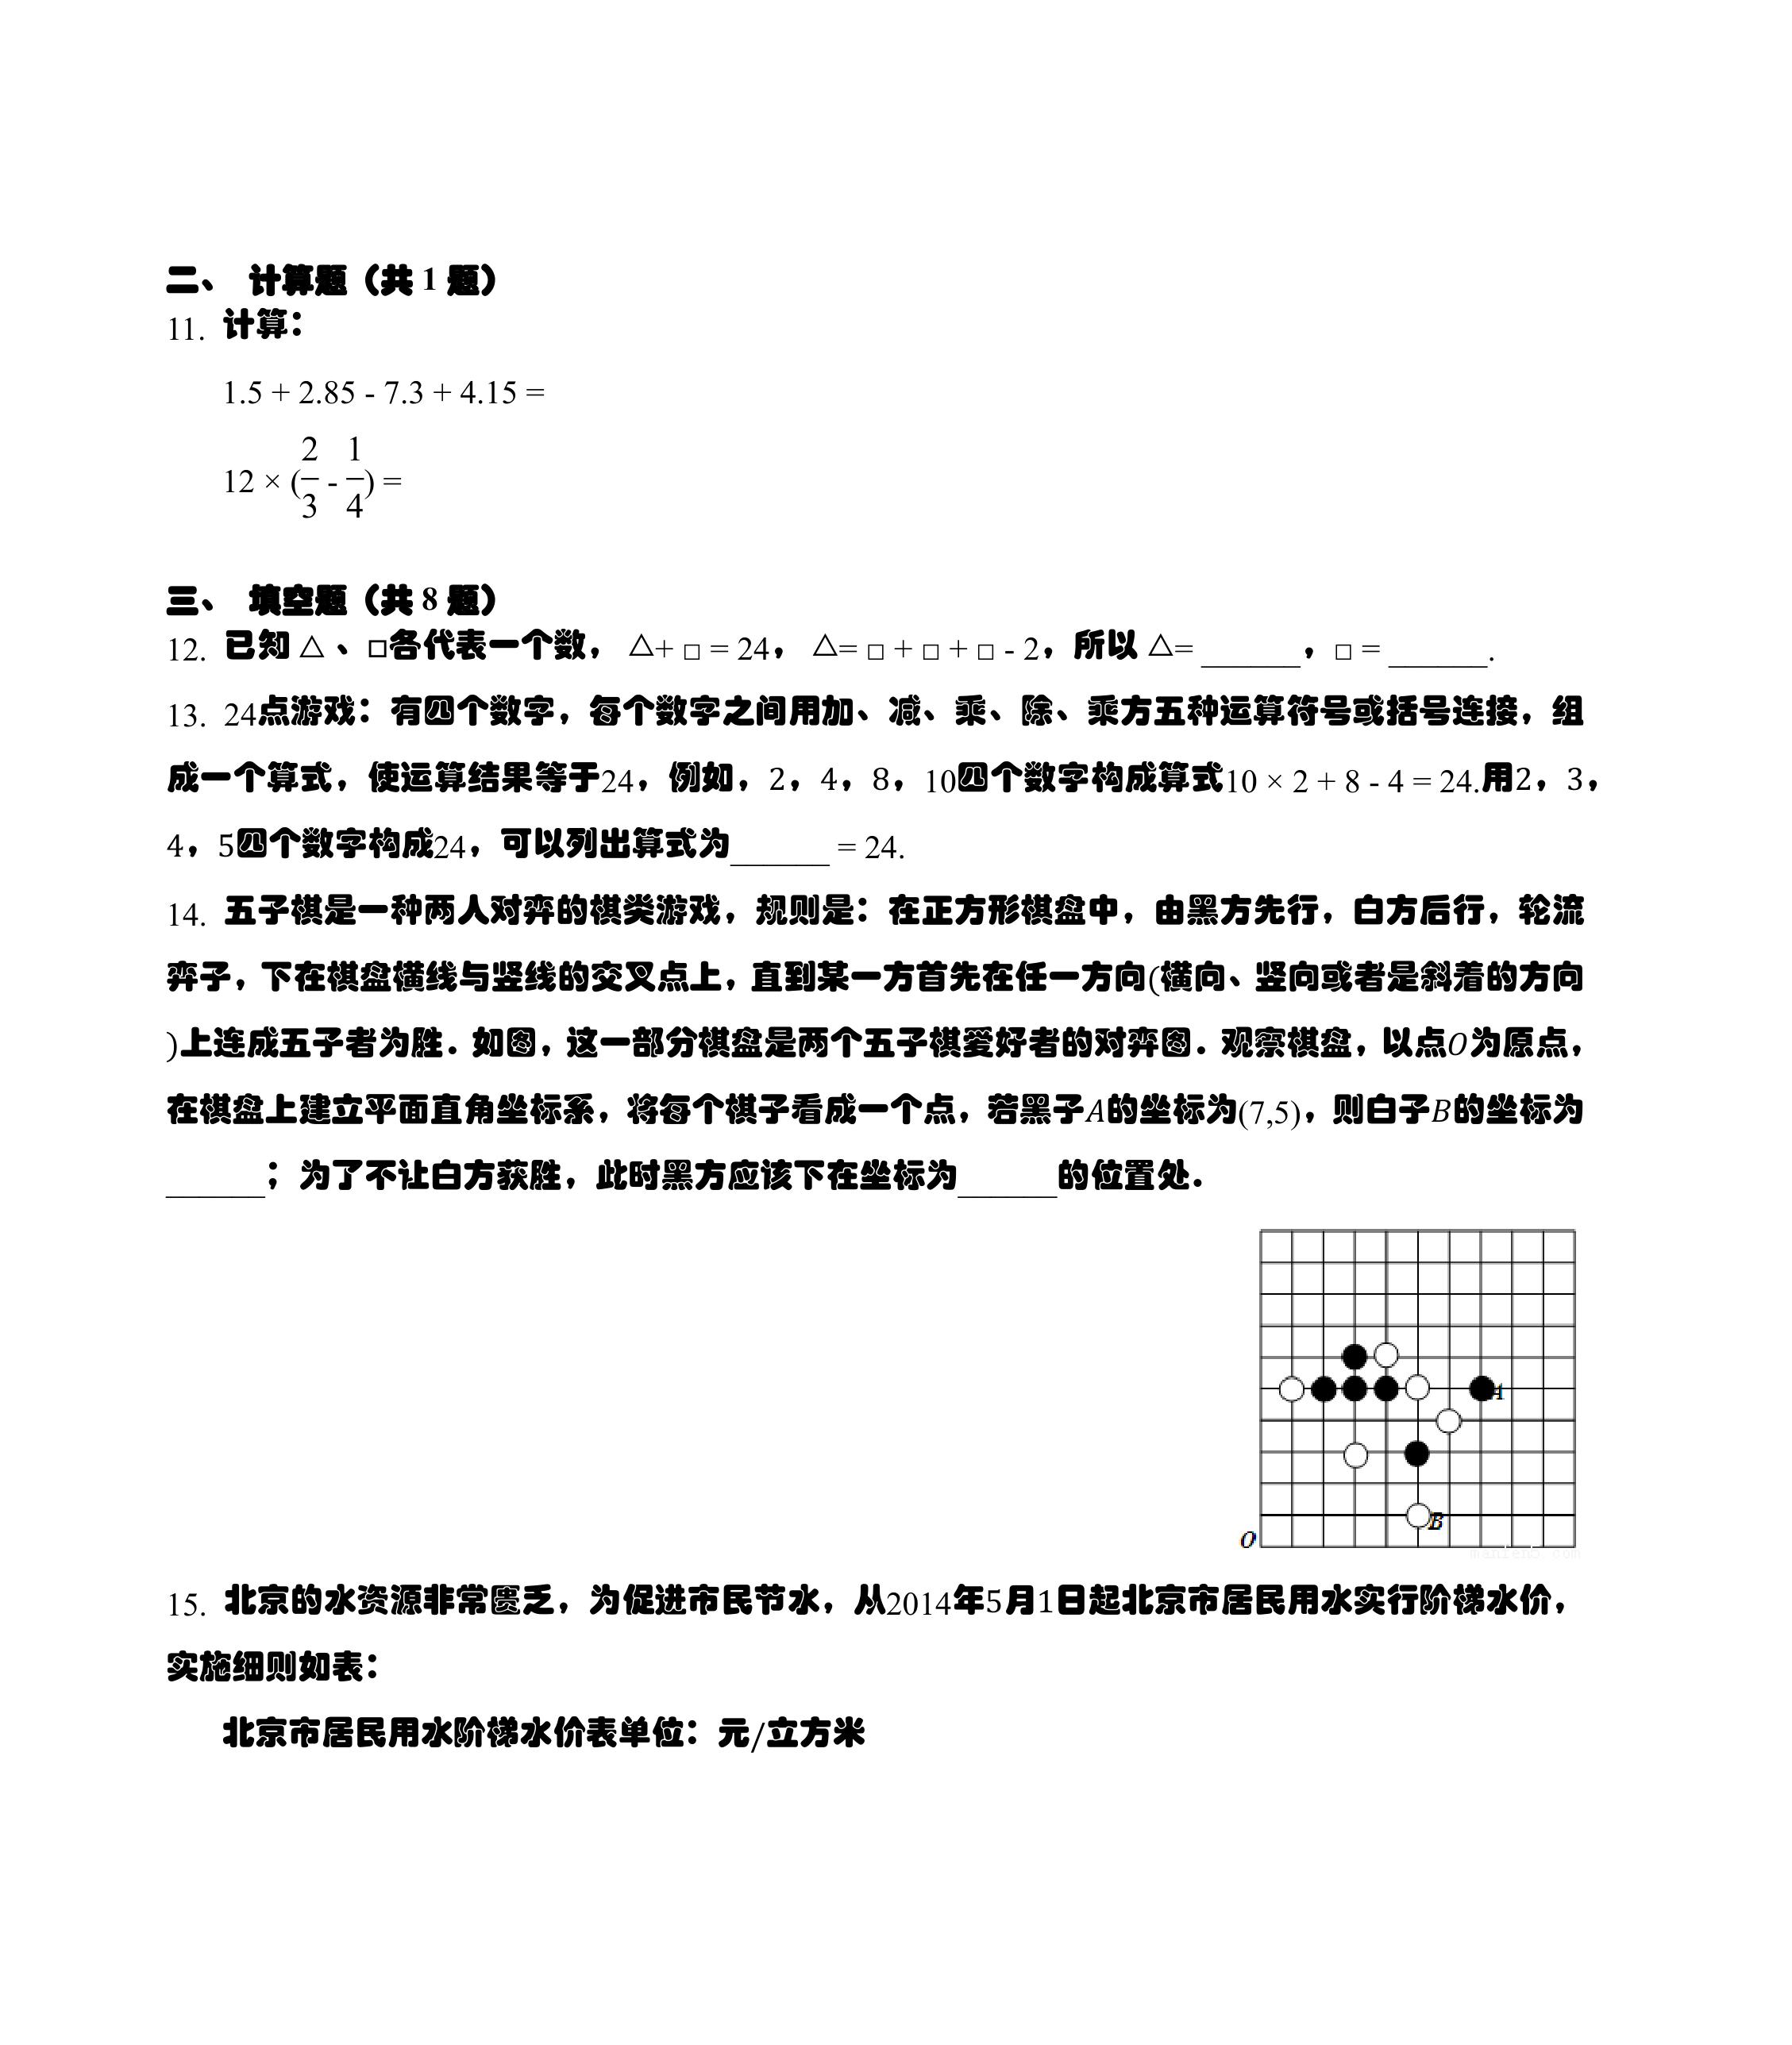 二、 计算题（共 1 题）
11. 计算：
1.5 + 2.85 - 7.3 + 4.15 =
12 × (2/3 - 1/4) =
三、 填空题（共 8 题）
12. 已知 △ 、□各代表一个数， △+ □ = 24， △= □ + □ + □ - 2，所以 △= ______，□ = ______.
13. 24点游戏：有四个数字，每个数字之间用加、减、乘、除、乘方五种运算符号或括号连接，组
成一个算式，使运算结果等于24，例如，2，4，8，10四个数字构成算式10 × 2 + 8 - 4 = 24.用2，3，
4，5四个数字构成24，可以列出算式为______ = 24.
14. 五子棋是一种两人对弈的棋类游戏，规则是：在正方形棋盘中，由黑方先行，白方后行，轮流
弈子，下在棋盘横线与竖线的交叉点上，直到某一方首先在任一方向(横向、竖向或者是斜着的方向
)上连成五子者为胜．如图，这一部分棋盘是两个五子棋爱好者的对弈图．观察棋盘，以点O为原点，
在棋盘上建立平面直角坐标系，将每个棋子看成一个点，若黑子A的坐标为(7,5)，则白子B的坐标为
______；为了不让白方获胜，此时黑方应该下在坐标为______的位置处．
A
B
O
15. 北京的水资源非常匮乏，为促进市民节水，从2014年5月1日起北京市居民用水实行阶梯水价，
实施细则如表：
北京市居民用水阶梯水价表单位：元/立方米